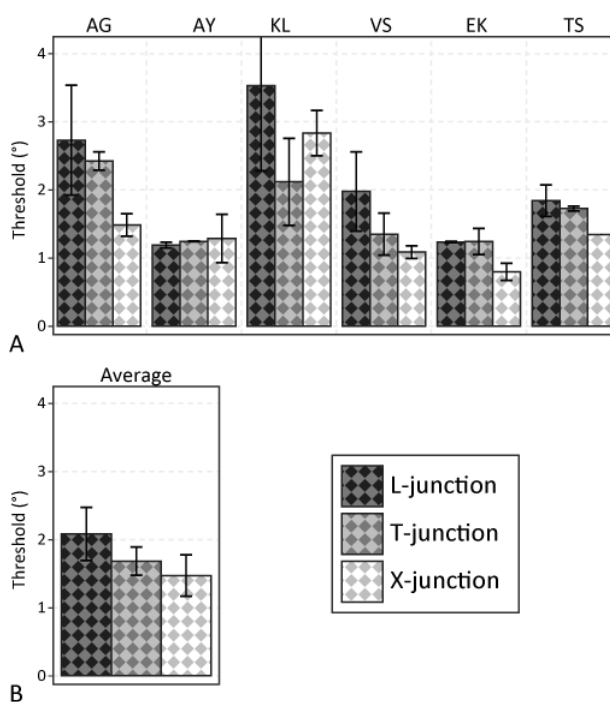 AG AY KL VS EK TS
4
3
2
1
0
Threshold (°)
A
Average
4
3
2
1
0
Threshold (°)
B
L-junction
T-junction
X-junction